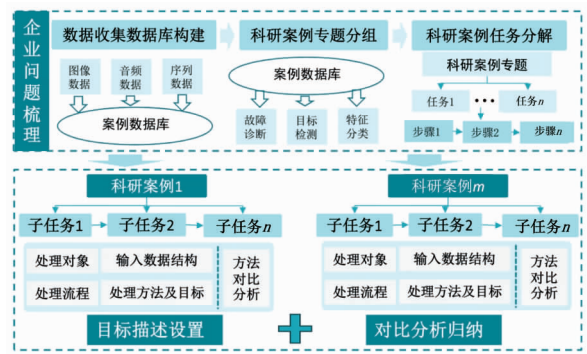 企业问题梳理
数据收集数据库构建
科研案例专题分组
科研案例任务分解
图像
数据
音频
数据
序列
数据
案例数据库
案例数据库
故障
诊断
目标
检测
特征
分类
科研案例专题
任务1
•••
任务n
步骤1
步骤2
步骤n
科研案例1
子任务1
子任务2
子任务n
处理对象
输入数据结构
处理流程
处理方法及目标
方法
对比
分析
目标描述设置
科研案例m
子任务1
子任务2
子任务n
处理对象
输入数据结构
处理流程
处理方法及目标
方法
对比
分析
对比分析归纳